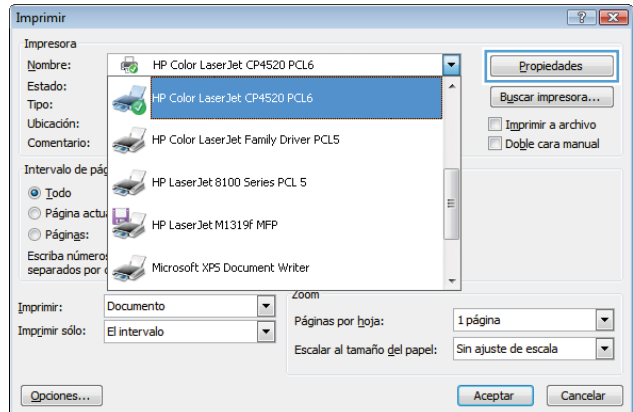 Imprimir
Impresora
Nombre: HP Color LaserJet CP4520 PCL6 Propiedades
Estado: HP Color LaserJet CP4520 PCL6 Buscar impresora...
Tipo:
Ubicación: HP Color LaserJet Family Driver PCL5 Imprimir a archivo
Comentario: Doble cara manual
Intervalo de pág
HP LaserJet 8100 Series PCL 5
Todo
Página actu
HP LaserJet M1319f MFP
Páginas:
Escriba número
separados por
Microsoft XPS Document Writer
Zoom
Imprimir: Documento Páginas por hoja: 1 página
Imprimir sólo: El intervalo Escalar al tamaño del papel: Sin ajuste de escala
Opciones... Aceptar Cancelar